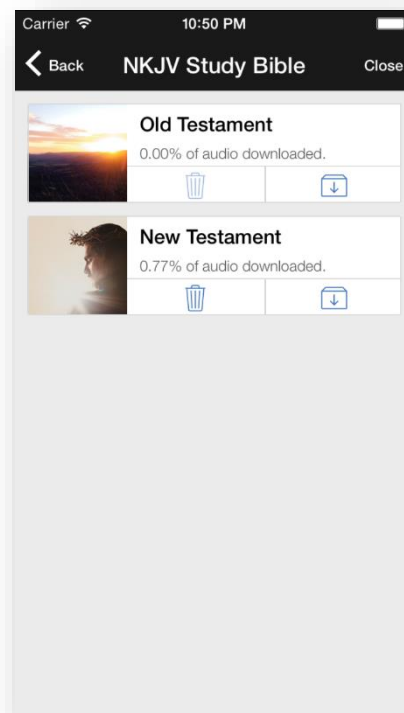 Carrier 10:50 PM
Back NKJV Study Bible Close
Old Testament
0.00% of audio downloaded.
New Testament
0.77% of audio downloaded.